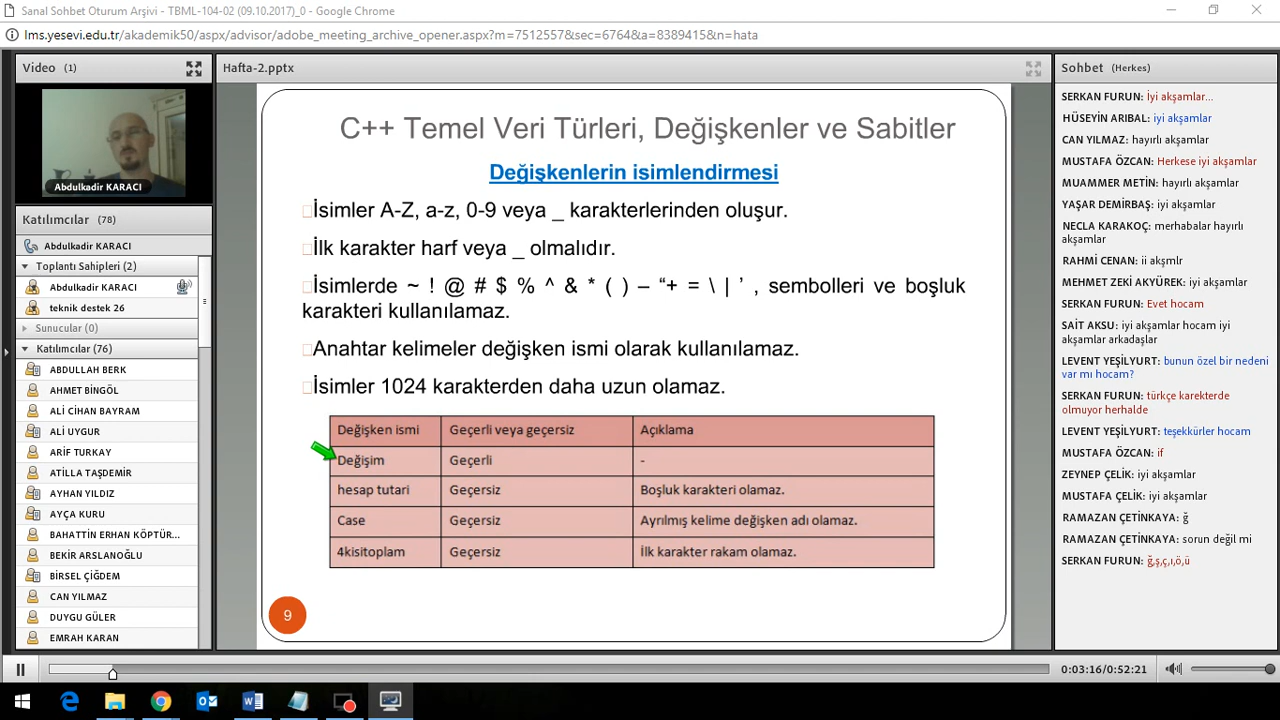 Sanal Sohbet Oturum Arşivi - TBML-104-02 (09.10.2017)_0 - Google Chrome
lms.yesevi.edu.tr/akademik50/aspx/advisor/adobe_meeting_archive_opener.aspx?m=7512557&sec=6764&a=8389415&n=hata
Video (1)
Abdulkadir KARACI
Katılımcılar (78)
Abdulkadir KARACI
Toplantı Sahipleri (2)
Abdulkadir KARACI
teknik destek 26
Sunucular (0)
Katılımcılar (76)
ABDULLAH BERK
AHMET BİNGÖL
ALİ CİHAN BAYRAM
ALİ UYGUR
ARİF TURKAY
ATİLLA TAŞDEMİR
AYHAN YILDIZ
AYÇA KURU
BAHATTİN ERHAN KÖPTÜR...
BEKİR ARSLANOĞLU
BİRSEL ÇİĞDEM
CAN YILMAZ
DUYGU GÜLER
EMRAH KARAN
Hafta-2.pptx
C++ Temel Veri Türleri, Değişkenler ve Sabitler
Değişkenlerin isimlendirmesi
İsimler A-Z, a-z, 0-9 veya _ karakterlerinden oluşur.
İlk karakter harf veya _ olmalıdır.
İsimlerde ~ ! @ # $ % ^ & * ( ) – “+ = \ | ’ , sembolleri ve boşluk
karakteri kullanılamaz.
Anahtar kelimeler değişken ismi olarak kullanılamaz.
İsimler 1024 karakterden daha uzun olamaz.
Değişken ismi Geçerli veya geçersiz Açıklama
Değişim Geçerli -
hesap tutari Geçersiz Boşluk karakteri olamaz.
Case Geçersiz Ayrılmış kelime değişken adı olamaz.
4kisitoplam Geçersiz İlk karakter rakam olamaz.
9
Sohbet (Herkes)
SERKAN FURUN: İyi akşamlar...
HÜSEYİN ARIBAL: iyi akşamlar
CAN YILMAZ: hayırlı akşamlar
MUSTAFA ÖZCAN: Herkese iyi akşamlar
MUAMMER METİN: hayırlı akşamlar
YAŞAR DEMİRBAŞ: iyi akşamlar
NECLA KARAKOÇ: merhabalar hayırlı
akşamlar
RAHMİ CENAN: ii akşmlr
MEHMET ZEKİ AKYÜREK: iyi akşamlar
SERKAN FURUN: Evet hocam
SAİT AKSU: iyi akşamlar hocam iyi
akşamlar arkadaşlar
LEVENT YEŞİLYURT: bunun özel bir nedeni
var mı hocam?
SERKAN FURUN: türkçe karekterde
olmuyor herhalde
LEVENT YEŞİLYURT: teşekkürler hocam
MUSTAFA ÖZCAN: if
ZEYNEP ÇELİK: iyi akşamlar
MUSTAFA ÇELİK: iyi akşamlar
RAMAZAN ÇETİNKAYA: ğ
RAMAZAN ÇETİNKAYA: sorun değil mi
SERKAN FURUN: ğ,ş,ç,ı,ö,ü
0:03:16/0:52:21